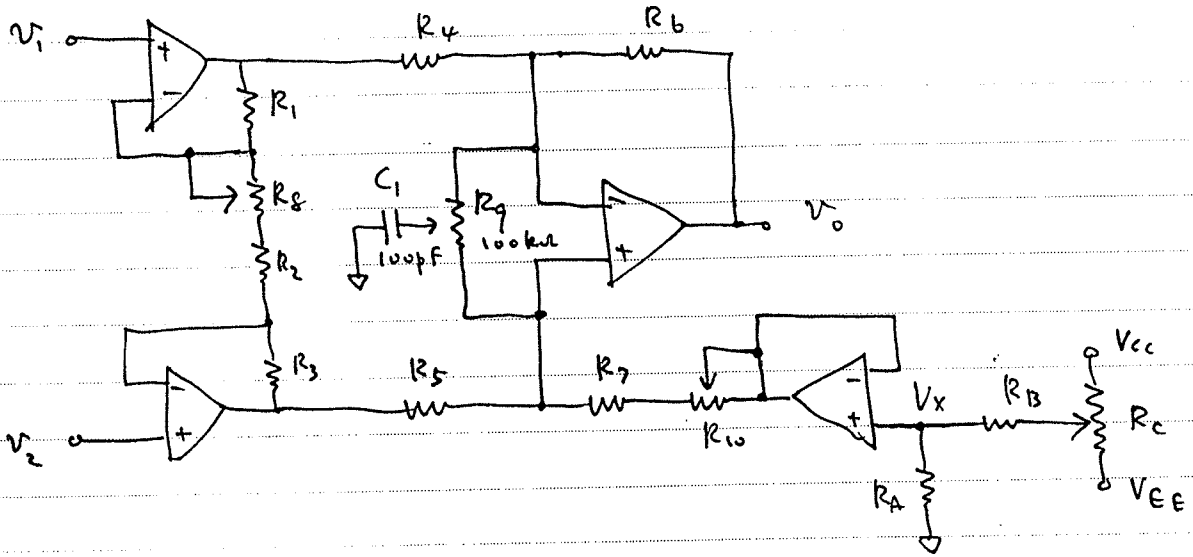 R4 R6
V1 + −
R1
C1
R8 R9 − V0
100pF 100kΩ +
R2
VCC
R3 R5 R7 − VX RB
− + RC
V2 + R10
RA VEE